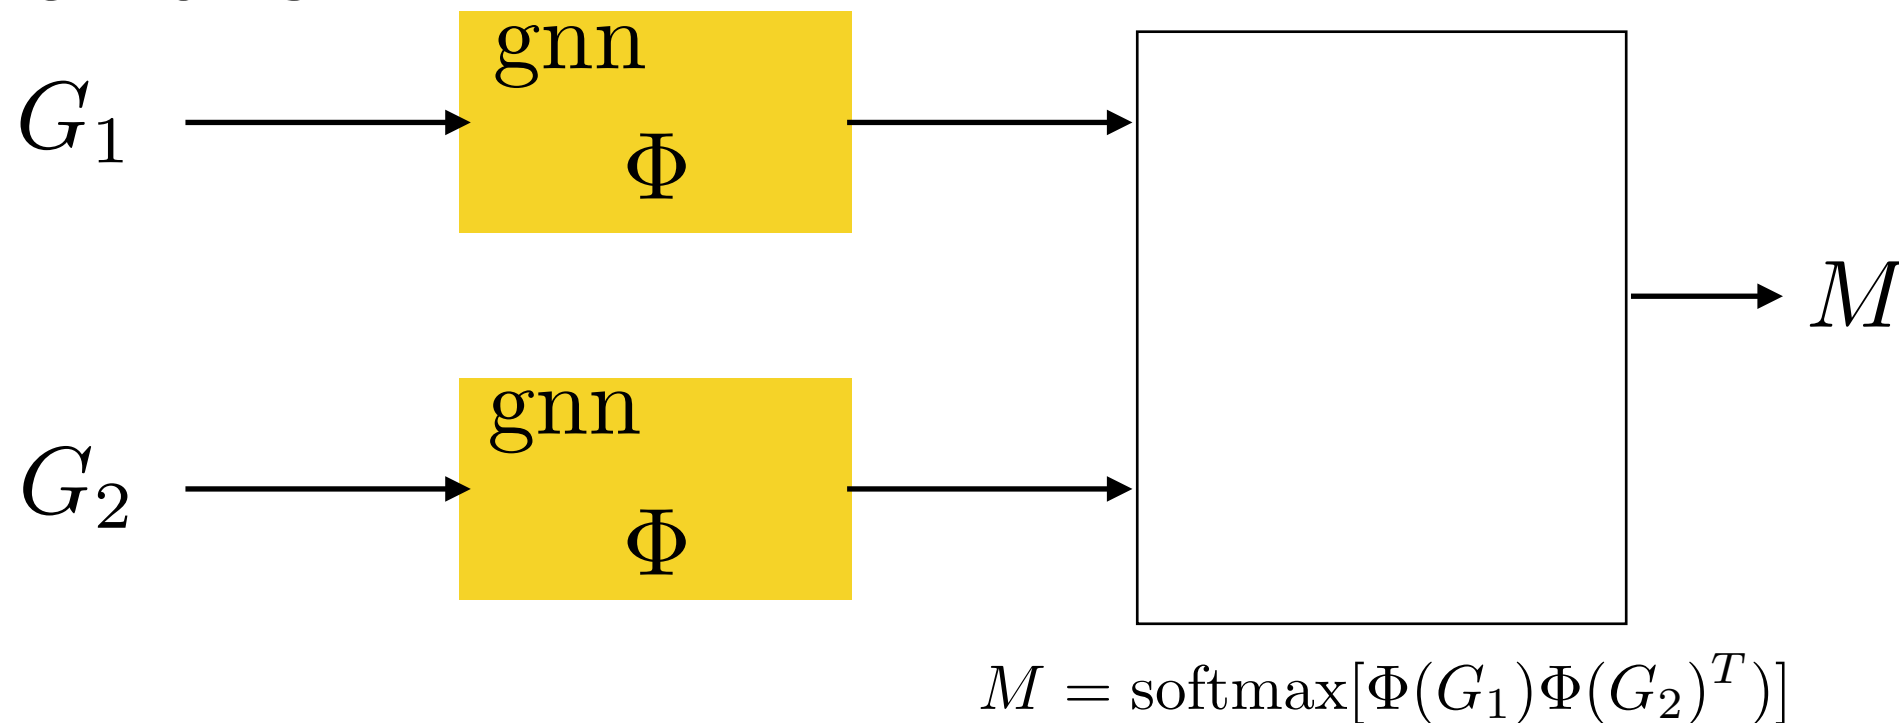 gnn
G₁
Φ
M
gnn
G₂
Φ
M = softmax[Φ(G₁)Φ(G₂)ᵀ)]